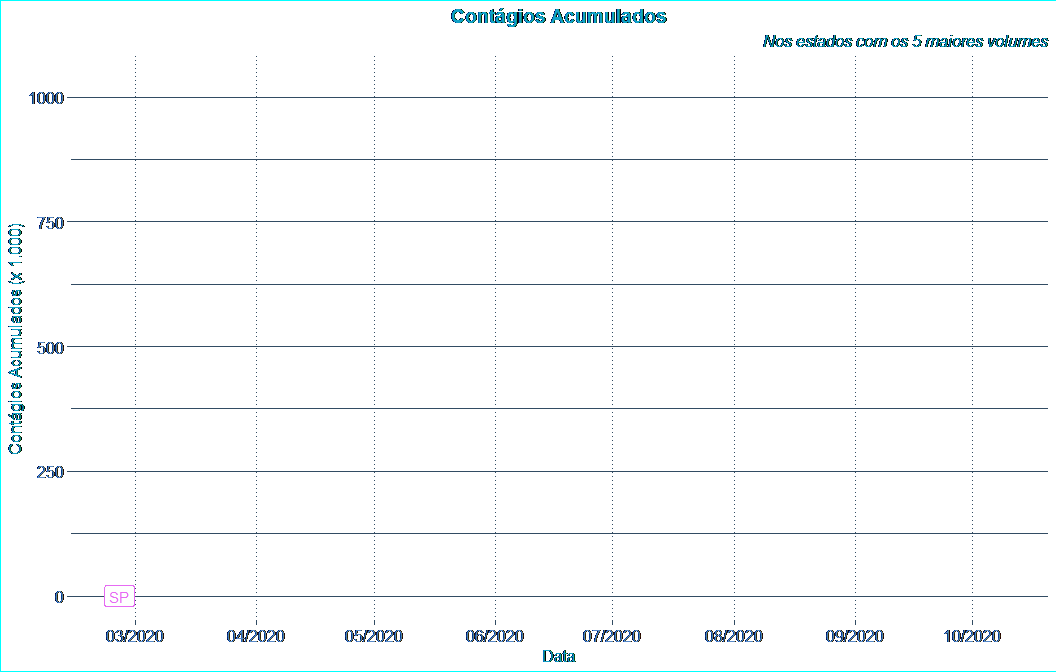 Contágios Acumulados
Nos estados com os 5 maiores volumes
1000
750
500
250
0
Contágios Acumulados (x 1.000)
SP
03/2020 04/2020 05/2020 06/2020 07/2020 08/2020 09/2020 10/2020
Data